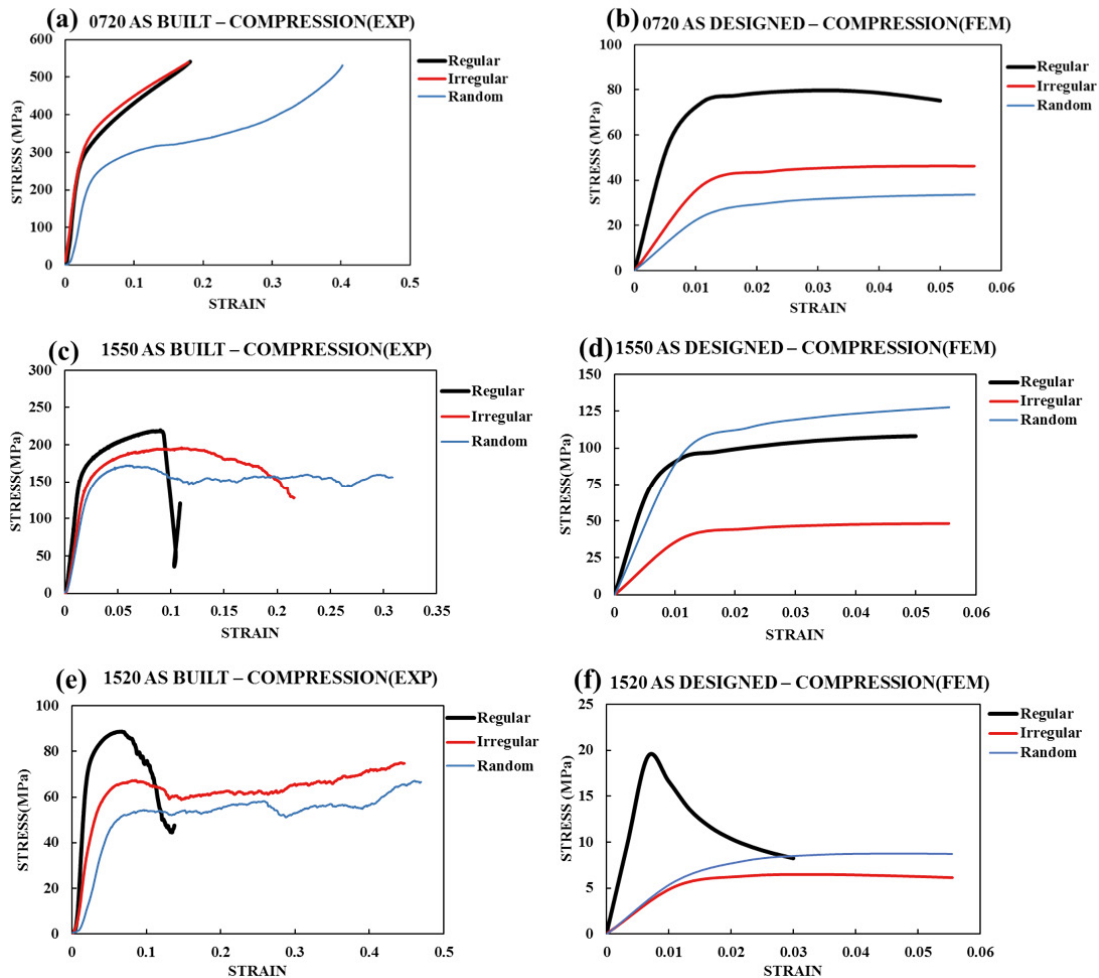 (a) 0720 AS BUILT – COMPRESSION(EXP)
600
500
400
300
200
100
0
STRESS (MPa)
0 0.1 0.2 0.3 0.4 0.5
STRAIN
Regular
Irregular
Random
(b) 0720 AS DESIGNED – COMPRESSION(FEM)
100
80
60
40
20
0
STRESS (MPa)
0 0.01 0.02 0.03 0.04 0.05 0.06
STRAIN
Regular
Irregular
Random
(c) 1550 AS BUILT – COMPRESSION(EXP)
300
250
200
150
100
50
0
STRESS(MPa)
0 0.05 0.1 0.15 0.2 0.25 0.3 0.35
STRAIN
Regular
Irregular
Random
(d) 1550 AS DESIGNED – COMPRESSION(FEM)
150
125
100
75
50
25
0
STRESS(MPa)
0 0.01 0.02 0.03 0.04 0.05 0.06
STRAIN
Regular
Irregular
Random
(e) 1520 AS BUILT – COMPRESSION(EXP)
100
80
60
40
20
0
STRESS(MPa)
0 0.1 0.2 0.3 0.4 0.5
STRAIN
Regular
Irregular
Random
(f) 1520 AS DESIGNED – COMPRESSION(FEM)
25
20
15
10
5
0
STRESS (MPa)
0 0.01 0.02 0.03 0.04 0.05 0.06
STRAIN
Regular
Irregular
Random